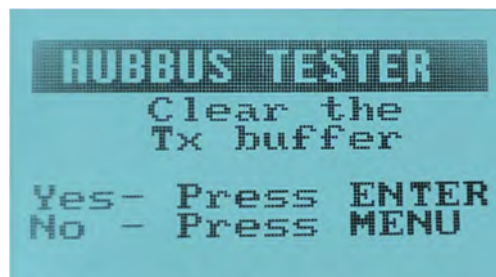 HUBBUS TESTER
Clear the
Tx buffer
Yes- Press ENTER
No - Press MENU